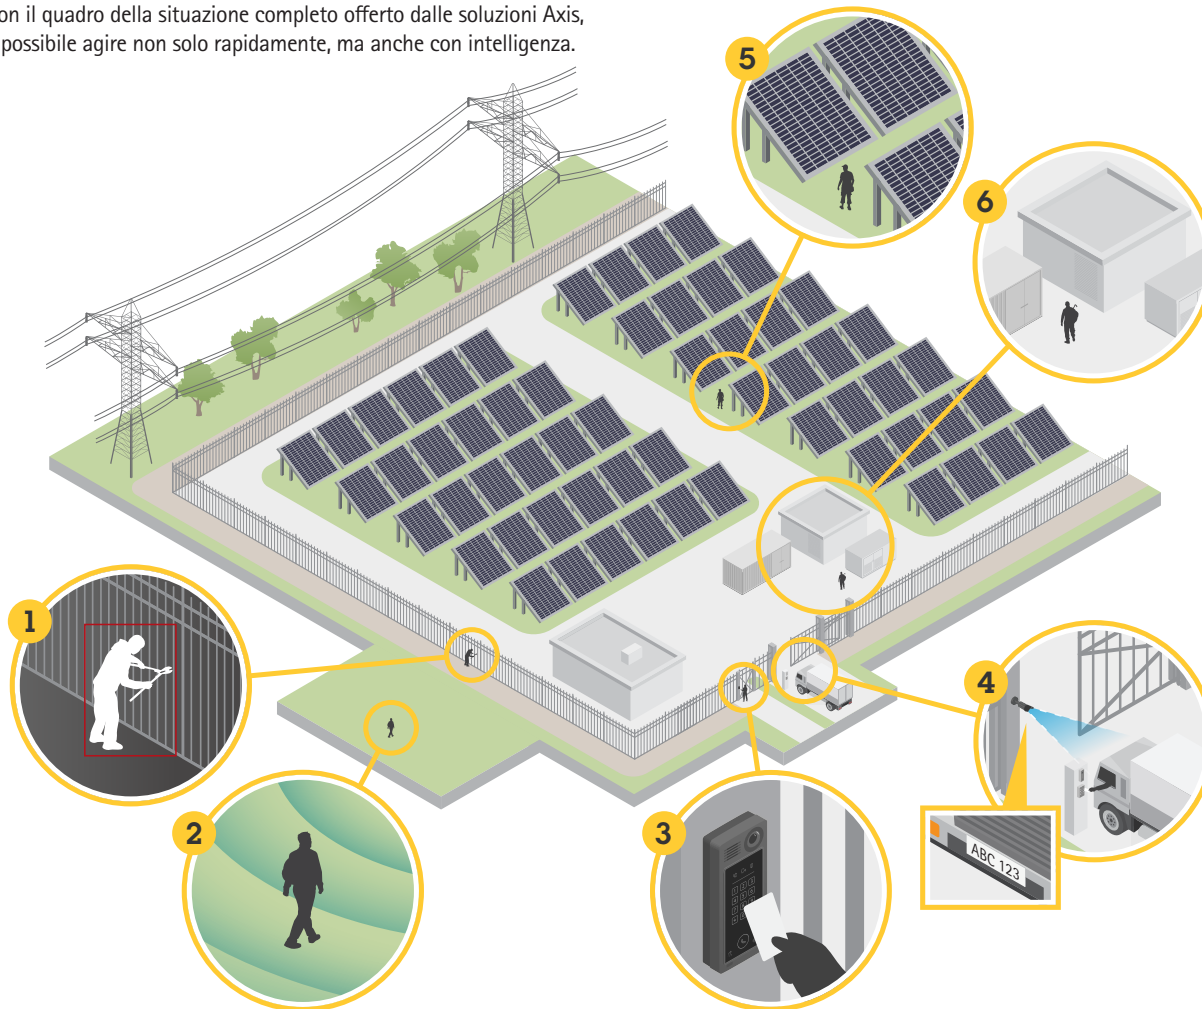 on il quadro della situazione completo offerto dalle soluzioni Axis,
possibile agire non solo rapidamente, ma anche con intelligenza.
5
6
1
4
2
3
ABC 123